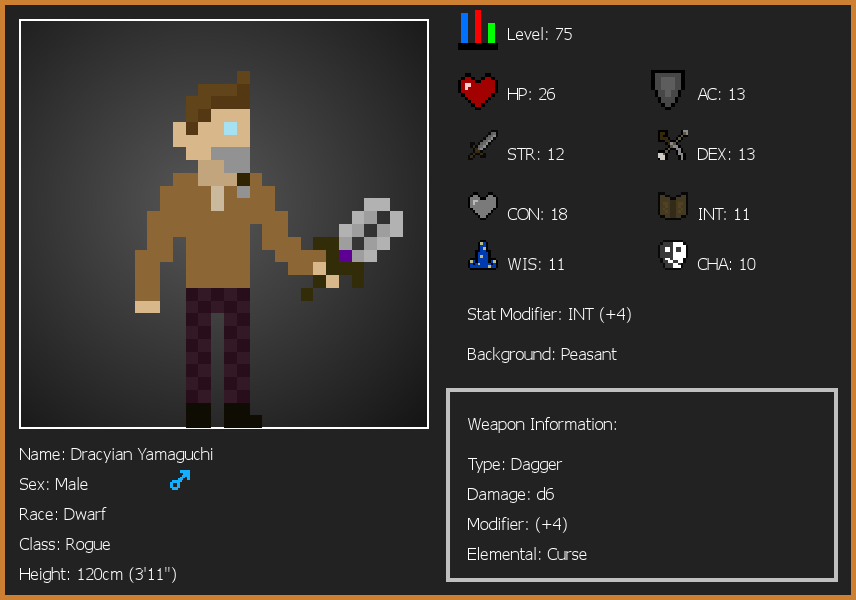 Level: 75
HP: 26
AC: 13
STR: 12
DEX: 13
CON: 18
INT: 11
WIS: 11
CHA: 10
Stat Modifier: INT (+4)
Background: Peasant
Weapon Information:
Type: Dagger
Damage: d6
Modifier: (+4)
Elemental: Curse
Name: Dracyian Yamaguchi
Sex: Male
Race: Dwarf
Class: Rogue
Height: 120cm (3'11")